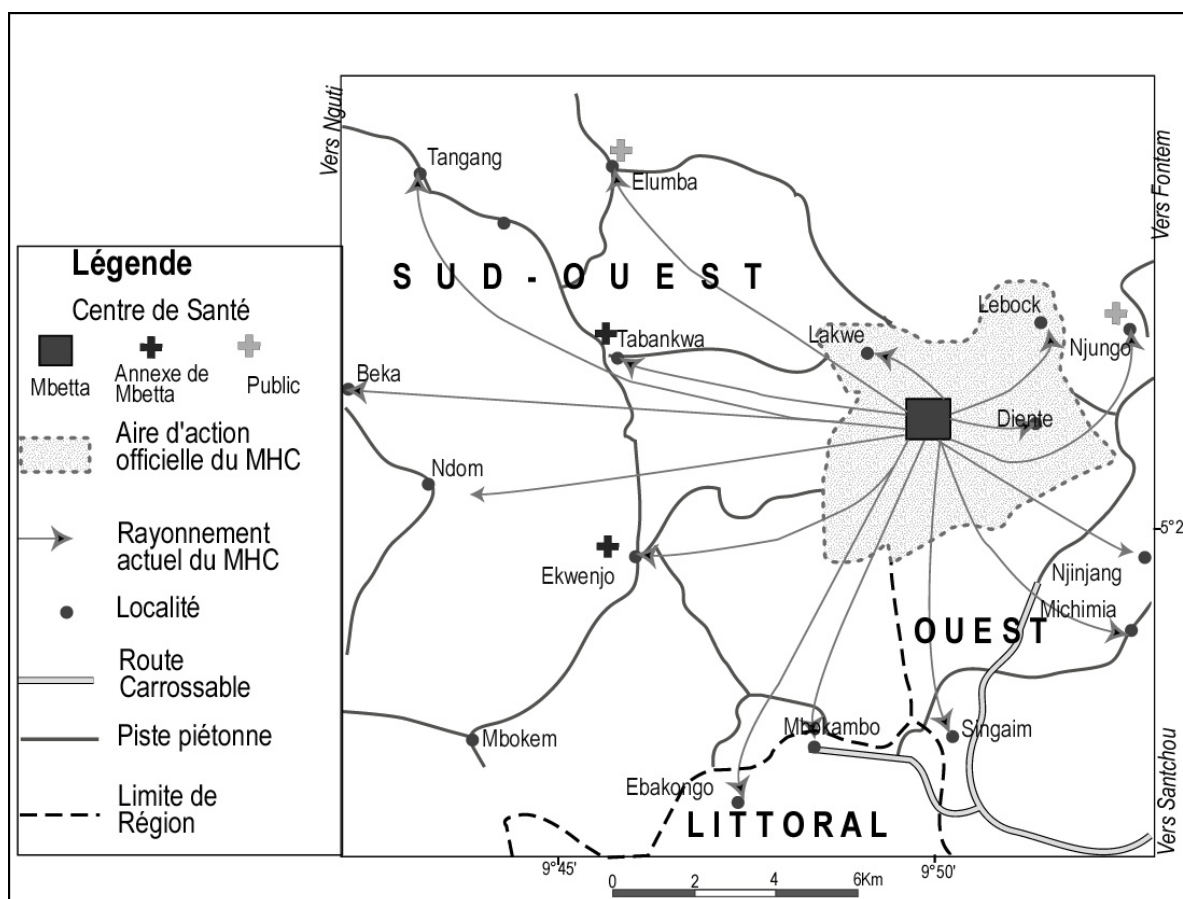 Vers Nguti
Tangang
Elumba
Vers Fontem
SUD-OUEST
Légende
Centre de Santé
Mbetta
Annexe de
Mbetta
Public
Aire d'action
officielle du MHC
Rayonnement
actuel du MHC
Localité
Route
Carrossable
Piste piétonne
Limite de
Région
Lebock
Tabankwa
Lakwe
Njungo
Beka
Diente
Ndom
5°2
Ekwenjo
Njinjang
Michimia
OUEST
Mbokem
Mbokambo
Singaim
Ebakongo
LITTORAL
Vers Santchou
9°45'
9°50'
0 2 4 6Km